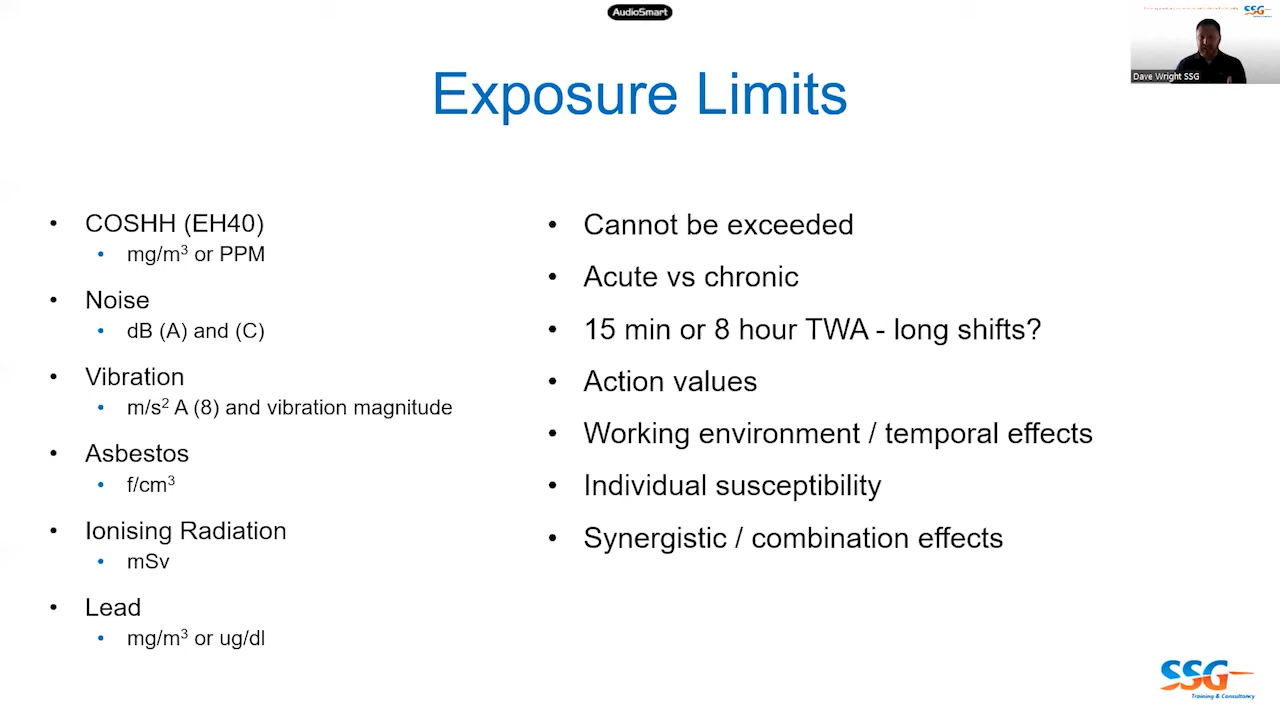 AudioSmart
SSG
Dave Wright SSG
Exposure Limits
• COSHH (EH40)
• mg/m³ or PPM
• Noise
• dB (A) and (C)
• Vibration
• m/s² A (8) and vibration magnitude
• Asbestos
• f/cm³
• Ionising Radiation
• mSv
• Lead
• mg/m³ or ug/dl
• Cannot be exceeded
• Acute vs chronic
• 15 min or 8 hour TWA - long shifts?
• Action values
• Working environment / temporal effects
• Individual susceptibility
• Synergistic / combination effects
SSG
Training & Consultancy